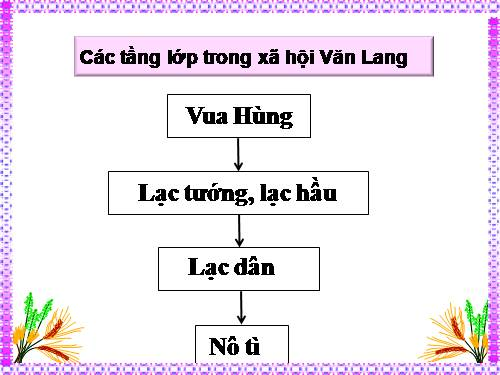 Các tầng lớp trong xã hội Văn Lang
Vua Hùng
Lạc tướng, lạc hầu
Lạc dân
Nô tì